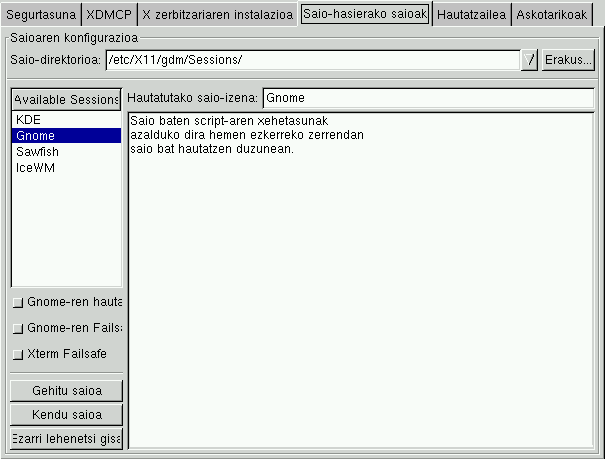 Segurtasuna XDMCP X zerbitzariaren instalazioa Saio-hasierako saioak Hautatzailea Askotarikoak
Saioaren konfigurazioa
Saio-direktorioa: /etc/X11/gdm/Sessions/ Erakus...
Available Sessions
Hautatutako saio-izena: Gnome
KDE
Gnome
Sawfish
IceWM
Saio baten script-aren xehetasunak
azalduko dira hemen ezkerreko zerrendan
saio bat hautatzen duzunean.
Gnome-ren hauta
Gnome-ren Failsa
Xterm Failsafe
Gehitu saioa
Kendu saioa
Ezarri lehenetsi gisa